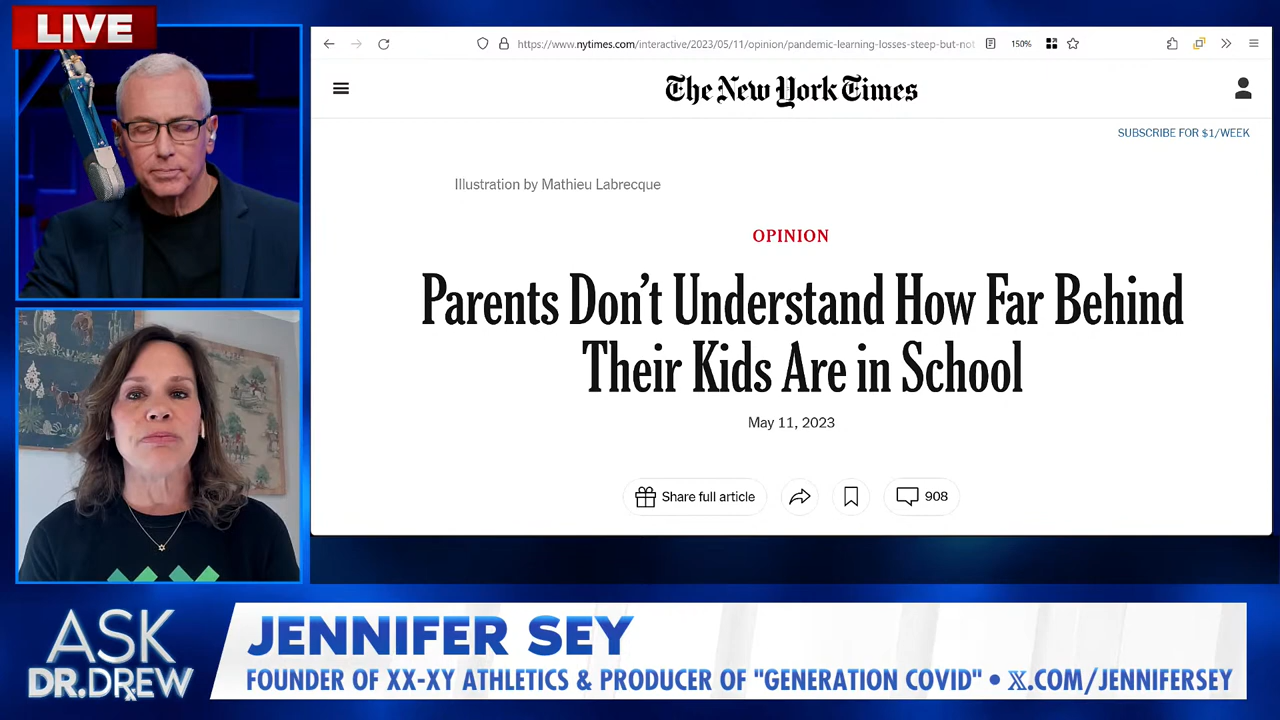 LIVE
https://www.nytimes.com/interactive/2023/05/11/opinion/pandemic-learning-losses-steep-but-not
150%
The New York Times
SUBSCRIBE FOR $1/WEEK
Illustration by Mathieu Labrecque
OPINION
Parents Don't Understand How Far Behind
Their Kids Are in School
May 11, 2023
Share full article
908
ASK
DR.DREW
JENNIFER SEY
FOUNDER OF XX-XY ATHLETICS & PRODUCER OF "GENERATION COVID" • X.COM/JENNIFERSEY